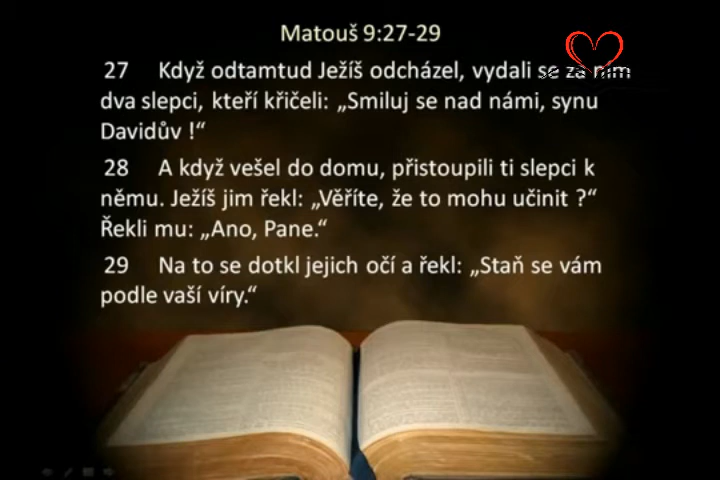 Matouš 9:27-29
27 Když odtamtud Ježíš odcházel, vydali se za ním
dva slepci, kteří křičeli: „Smiluj se nad námi, synu
Davidův !“
28 A když vešel do domu, přistoupili ti slepci k
němu. Ježíš jim řekl: „Věříte, že to mohu učinit ?“
Řekli mu: „Ano, Pane.“
29 Na to se dotkl jejich očí a řekl: „Staň se vám
podle vaší víry.“